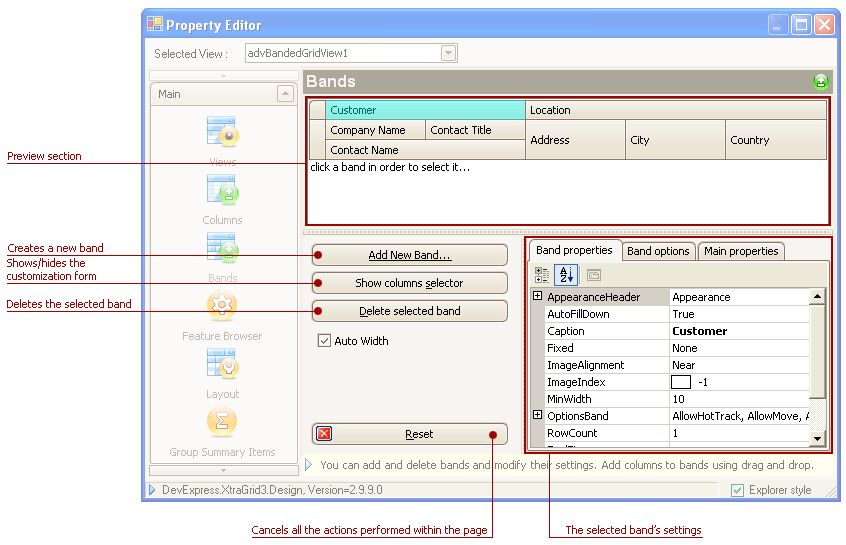 Property Editor
Selected View :
advBandedGridView1
Main
Views
Columns
Bands
Feature Browser
Layout
Group Summary Items
Bands
Customer
Location
Company Name
Contact Title
Address
City
Country
Contact Name
click a band in order to select it...
Preview section
Creates a new band
Shows/hides the
customization form
Deletes the selected band
Add New Band...
Show columns selector
Delete selected band
Auto Width
Reset
Band properties
Band options
Main properties
AppearanceHeader Appearance
AutoFillDown True
Caption Customer
Fixed None
ImageAlignment Near
ImageIndex -1
MinWidth 10
OptionsBand AllowHotTrack, AllowMove,
RowCount 1
You can add and delete bands and modify their settings. Add columns to bands using drag and drop.
DevExpress.XtraGrid3.Design, Version=2.9.9.0
Explorer style
Cancels all the actions performed within the page
The selected band's settings